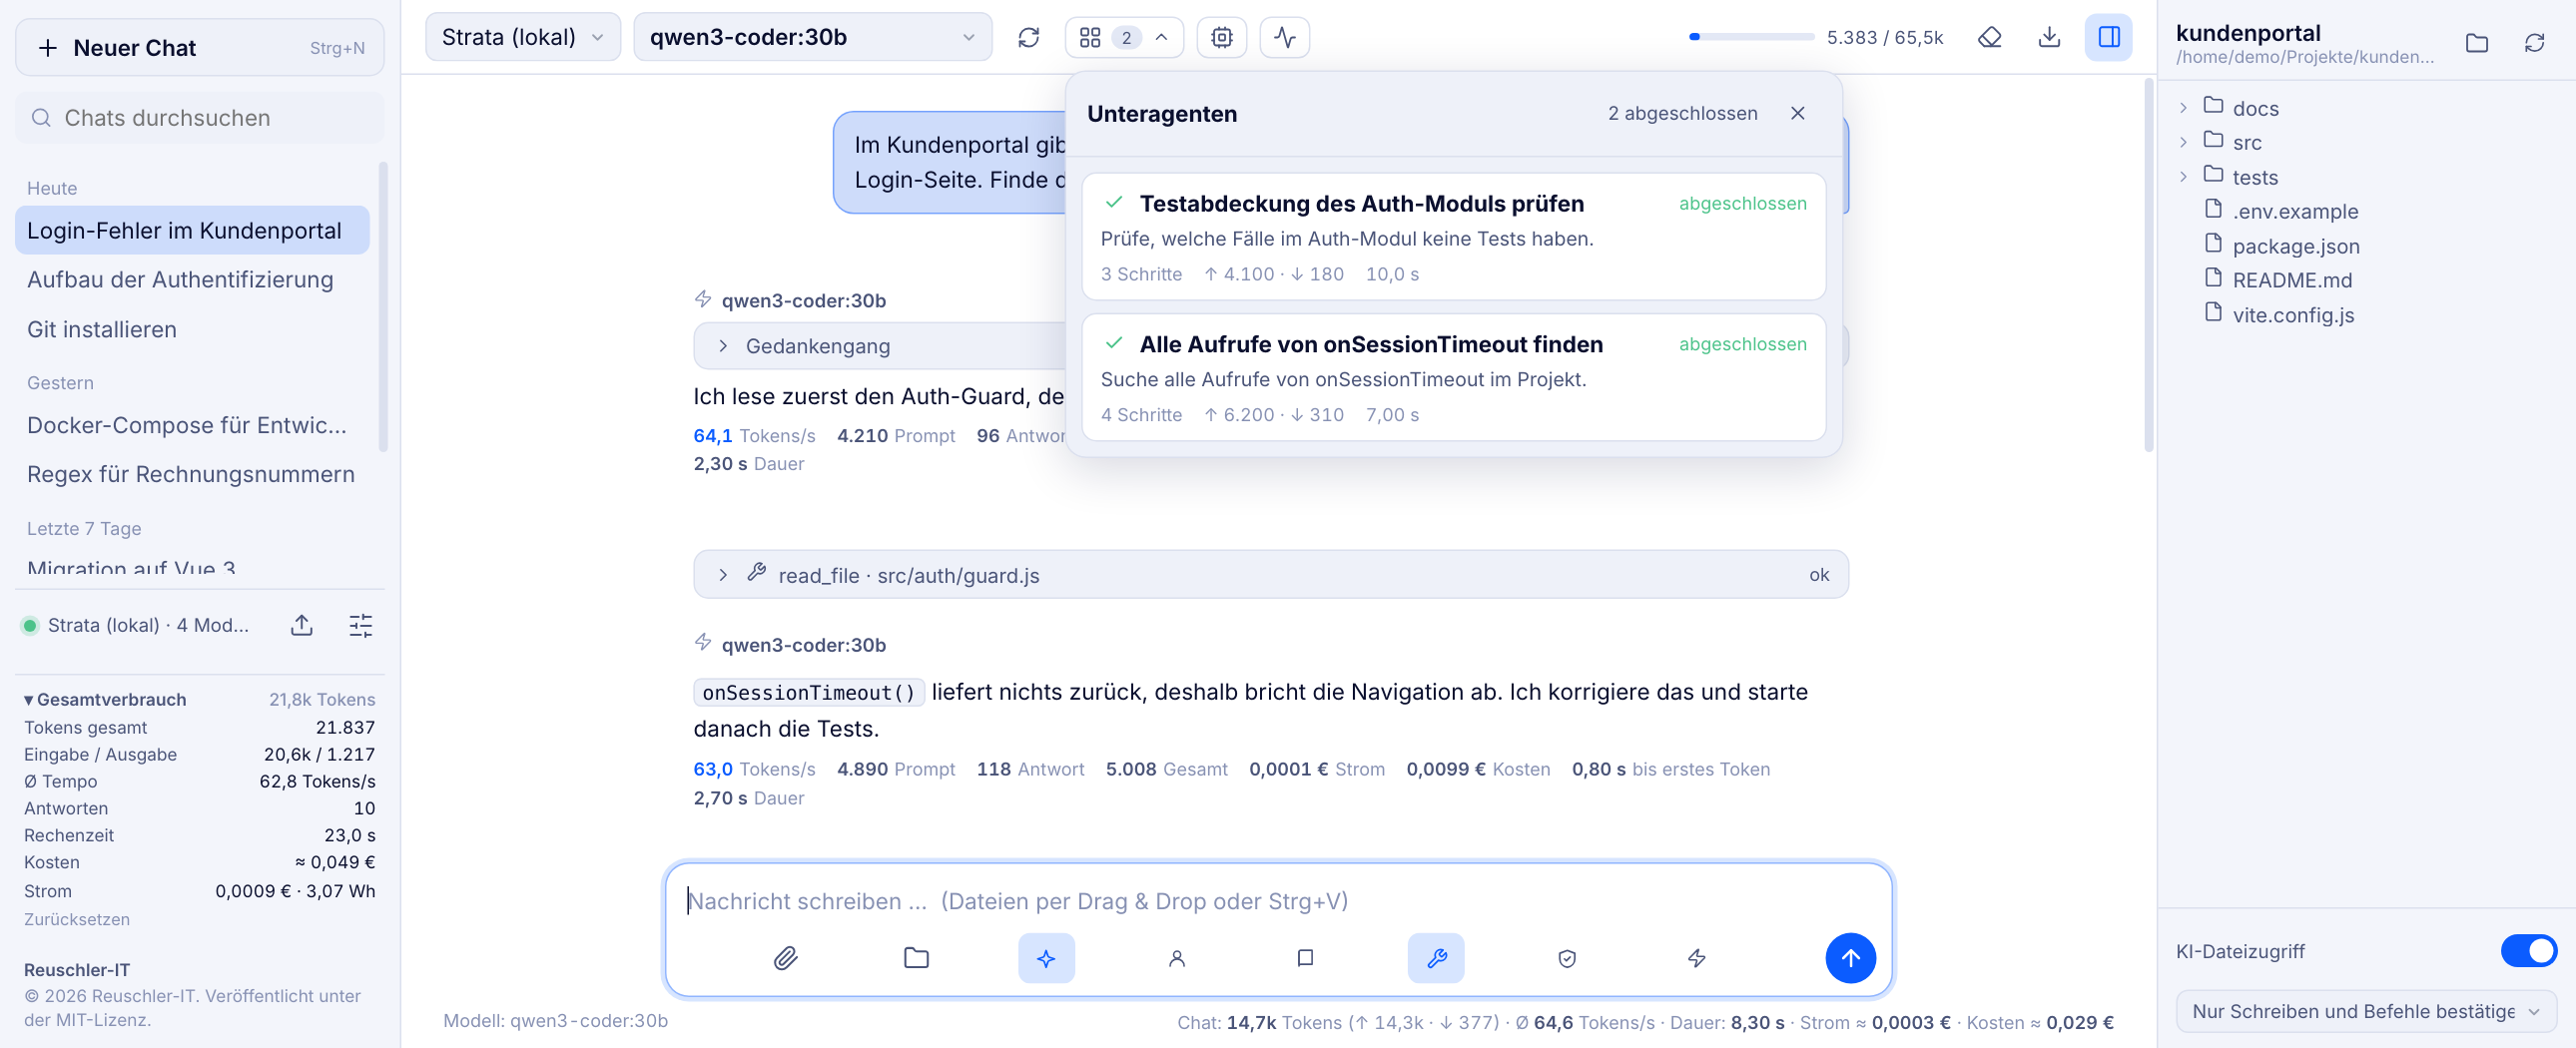 Neuer Chat
Strg+N
Chats durchsuchen
Heute
Login-Fehler im Kundenportal
Aufbau der Authentifizierung
Git installieren
Gestern
Docker-Compose für Entwic...
Regex für Rechnungsnummern
Letzte 7 Tage
Migration auf Vue 3
Strata (lokal) · 4 Mod...
▾ Gesamtverbrauch 21,8k Tokens
Tokens gesamt 21.837
Eingabe / Ausgabe 20,6k / 1.217
Ø Tempo 62,8 Tokens/s
Antworten 10
Rechenzeit 23,0 s
Kosten ≈ 0,049 €
Strom 0,0009 € · 3,07 Wh
Zurücksetzen
Reuschler-IT
© 2026 Reuschler-IT. Veröffentlicht unter
der MIT-Lizenz.
Strata (lokal)
qwen3-coder:30b
2
5.383 / 65,5k
Im Kundenportal gib
Login-Seite. Finde d
Unteragenten
2 abgeschlossen
Testabdeckung des Auth-Moduls prüfen abgeschlossen
Prüfe, welche Fälle im Auth-Modul keine Tests haben.
3 Schritte ↑ 4.100 · ↓ 180 10,0 s
Alle Aufrufe von onSessionTimeout finden abgeschlossen
Suche alle Aufrufe von onSessionTimeout im Projekt.
4 Schritte ↑ 6.200 · ↓ 310 7,00 s
qwen3-coder:30b
Gedankengang
Ich lese zuerst den Auth-Guard, de
64,1 Tokens/s 4.210 Prompt 96 Antwor
2,30 s Dauer
read_file · src/auth/guard.js ok
qwen3-coder:30b
onSessionTimeout() liefert nichts zurück, deshalb bricht die Navigation ab. Ich korrigiere das und starte
danach die Tests.
63,0 Tokens/s 4.890 Prompt 118 Antwort 5.008 Gesamt 0,0001 € Strom 0,0099 € Kosten 0,80 s bis erstes Token
2,70 s Dauer
Nachricht schreiben ... (Dateien per Drag & Drop oder Strg+V)
Modell: qwen3-coder:30b
Chat: 14,7k Tokens (↑ 14,3k · ↓ 377) · Ø 64,6 Tokens/s · Dauer: 8,30 s · Strom ≈ 0,0003 € · Kosten ≈ 0,029 €
kundenportal
/home/demo/Projekte/kunden...
docs
src
tests
.env.example
package.json
README.md
vite.config.js
KI-Dateizugriff
Nur Schreiben und Befehle bestätige